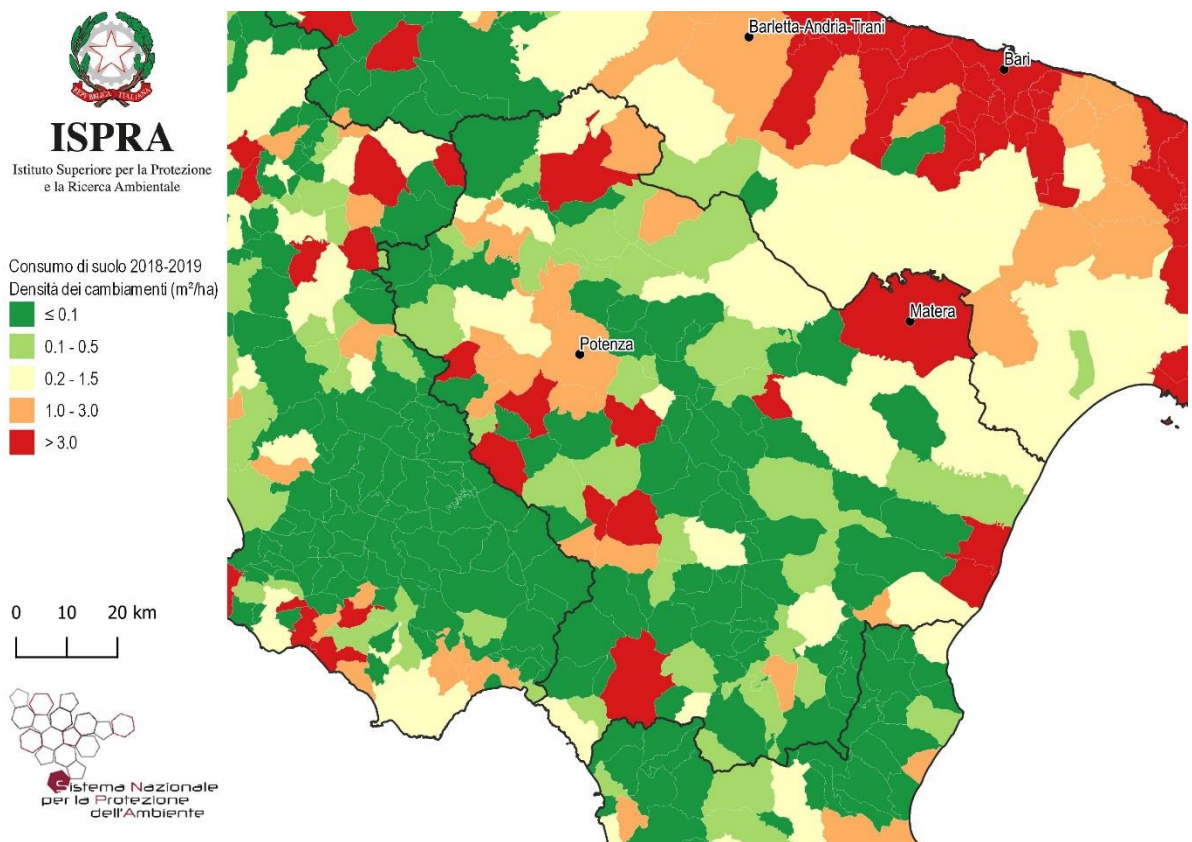 REPVBBLICA ITALIANA
ISPRA
Istituto Superiore per la Protezione
e la Ricerca Ambientale
Consumo di suolo 2018-2019
Densità dei cambiamenti (m²/ha)
≤ 0.1
0.1 - 0.5
0.2 - 1.5
1.0 - 3.0
> 3.0
0 10 20 km
Sistema Nazionale
per la Protezione
dell'Ambiente
Barletta-Andria-Trani
Bari
Matera
Potenza